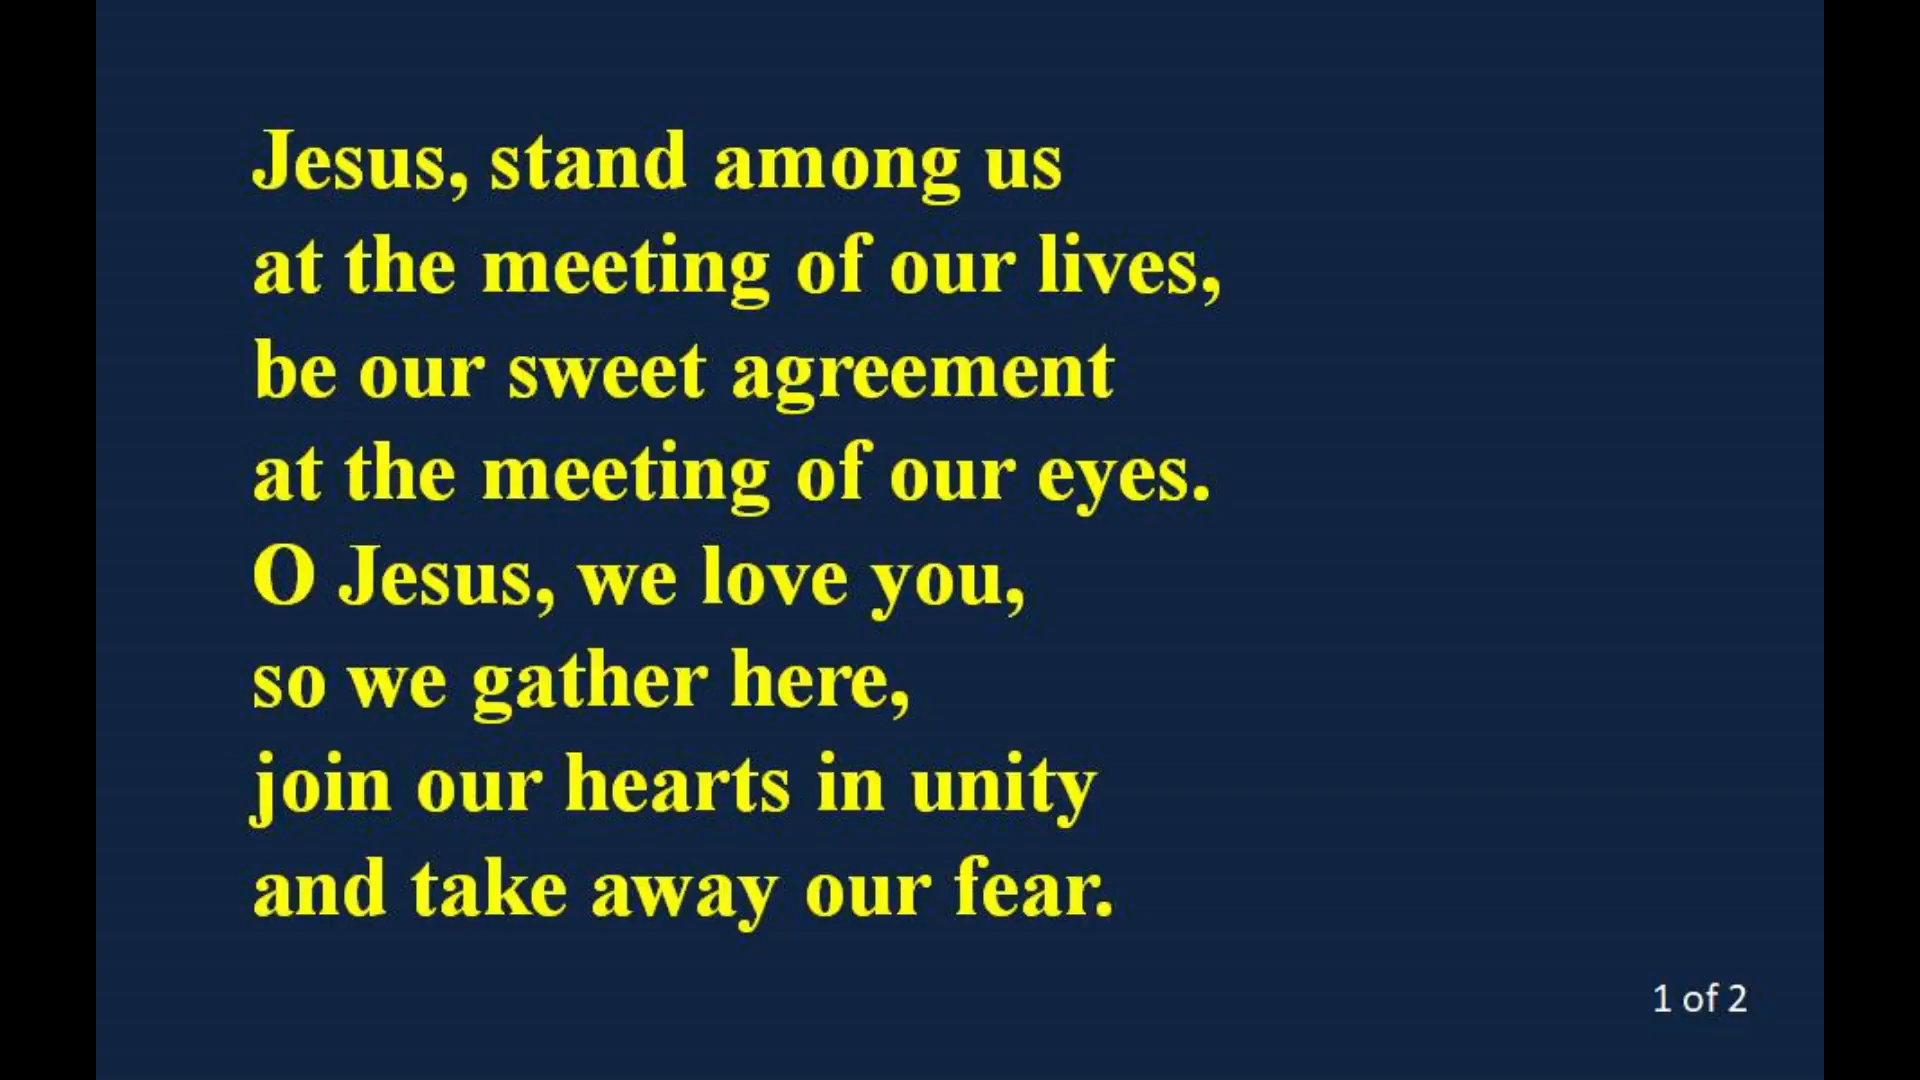 Jesus, stand among us
at the meeting of our lives,
be our sweet agreement
at the meeting of our eyes.
O Jesus, we love you,
so we gather here,
join our hearts in unity
and take away our fear.
1 of 2